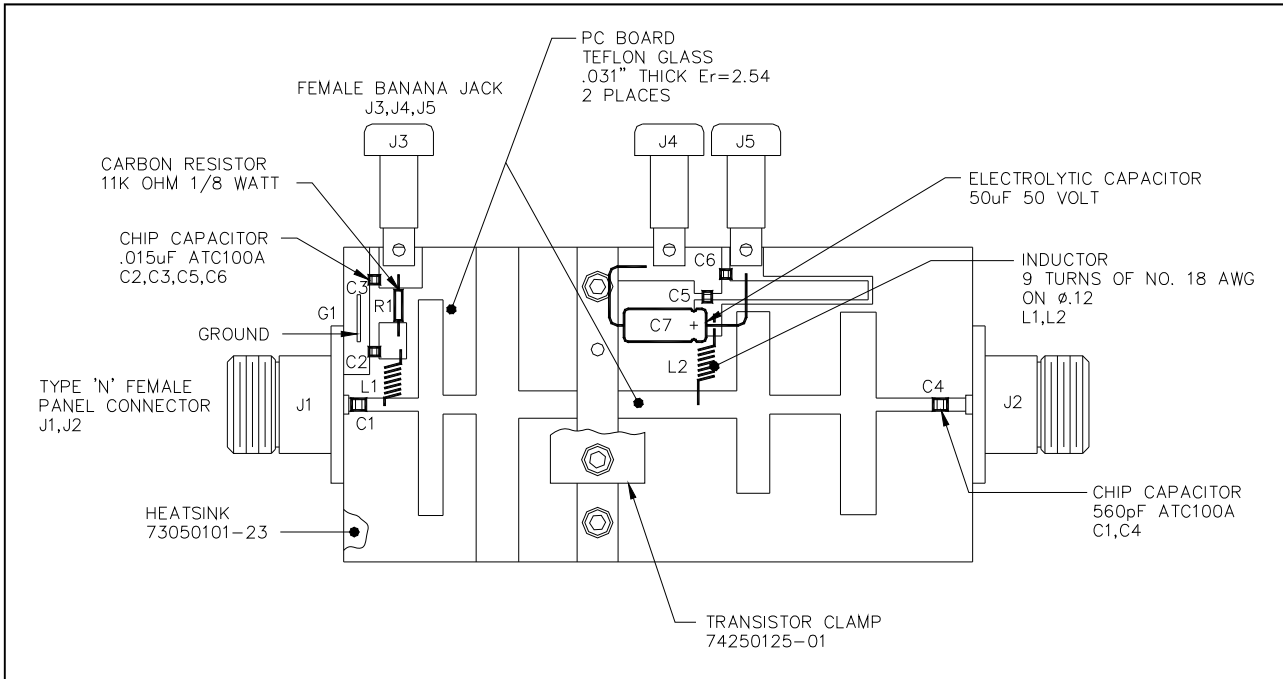 PC BOARD
TEFLON GLASS
.031" THICK Er=2.54
2 PLACES
FEMALE BANANA JACK
J3,J4,J5
J3
J4
J5
CARBON RESISTOR
11K OHM 1/8 WATT
ELECTROLYTIC CAPACITOR
50uF 50 VOLT
CHIP CAPACITOR
.015uF ATC100A
C2,C3,C5,C6
INDUCTOR
9 TURNS OF NO. 18 AWG
ON ø.12
L1,L2
C6
C3
C5
G1
R1
C7
+
GROUND
C2
L2
L1
C4
TYPE 'N' FEMALE
PANEL CONNECTOR
J1,J2
J1
C1
J2
HEATSINK
73050101-23
CHIP CAPACITOR
560pF ATC100A
C1,C4
TRANSISTOR CLAMP
74250125-01